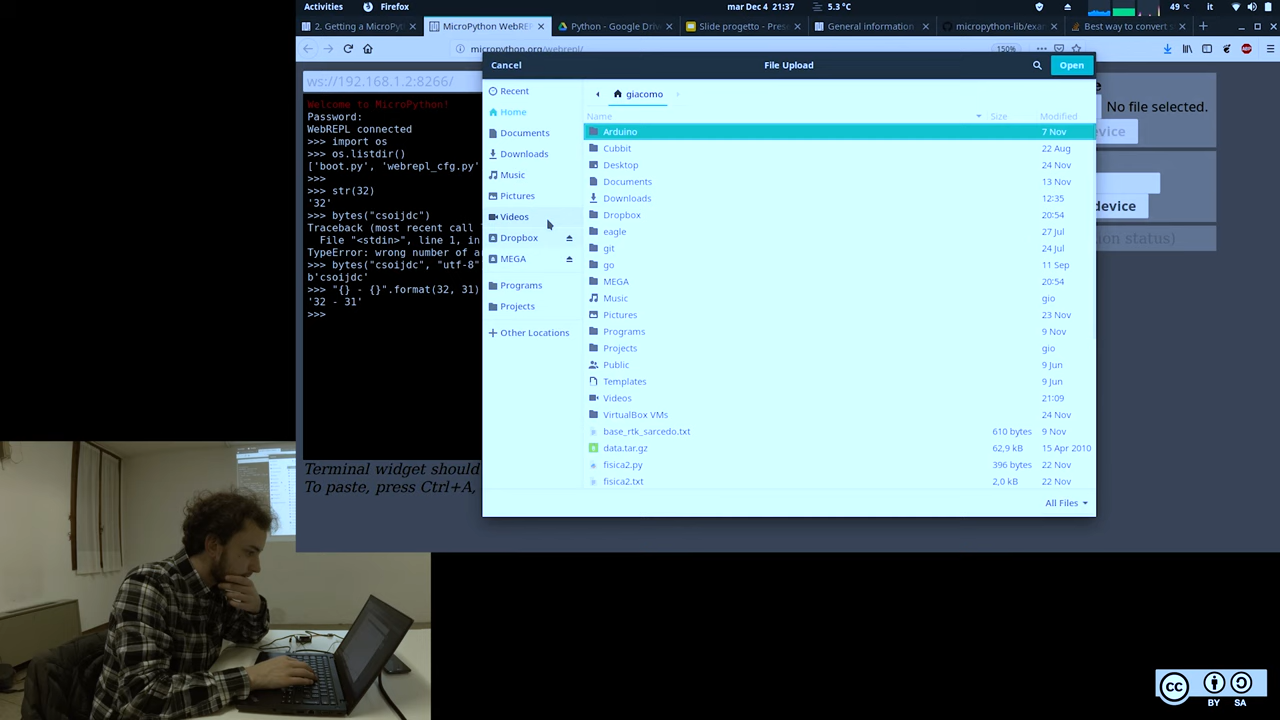 Activities
Firefox
mar Dec 4 21:37
5.3 °C
49 °C
it
2. Getting a MicroPy
MicroPython WebREPL
Python - Google Driv
Slide progetto - Pres
General information
micropython-lib/exa
Best way to convert s
micropython.org/webrepl/
150%
ws://192.168.1.2:8266/
Welcome to MicroPython!
Password:
WebREPL connected
>>> import os
>>> os.listdir()
['boot.py', 'webrepl_cfg.py'
>>>
>>> str(32)
'32'
>>> bytes("csoijdc")
Traceback (most recent call
File "<stdin>", line 1, in
TypeError: wrong number of a
>>> bytes("csoijdc", "utf-8"
b'csoijdc'
>>> "{} - {}".format(32, 31)
'32 - 31'
>>>
Terminal widget should
To paste, press Ctrl+A,
Cancel
File Upload
Open
Recent
Home
Documents
Downloads
Music
Pictures
Videos
Dropbox
MEGA
Programs
Projects
Other Locations
giacomo
Name Size Modified
Arduino 7 Nov
Cubbit 22 Aug
Desktop 24 Nov
Documents 13 Nov
Downloads 12:35
Dropbox 20:54
eagle 27 Jul
git 24 Jul
go 11 Sep
MEGA 20:54
Music gio
Pictures 23 Nov
Programs 9 Nov
Projects gio
Public 9 Jun
Templates 9 Jun
Videos 21:09
VirtualBox VMs 24 Nov
base_rtk_sarcedo.txt 610 bytes 9 Nov
data.tar.gz 62,9 kB 15 Apr 2010
fisica2.py 396 bytes 22 Nov
fisica2.txt 2,0 kB 22 Nov
All Files
No file selected.
device
device
on status)
CC
BY SA